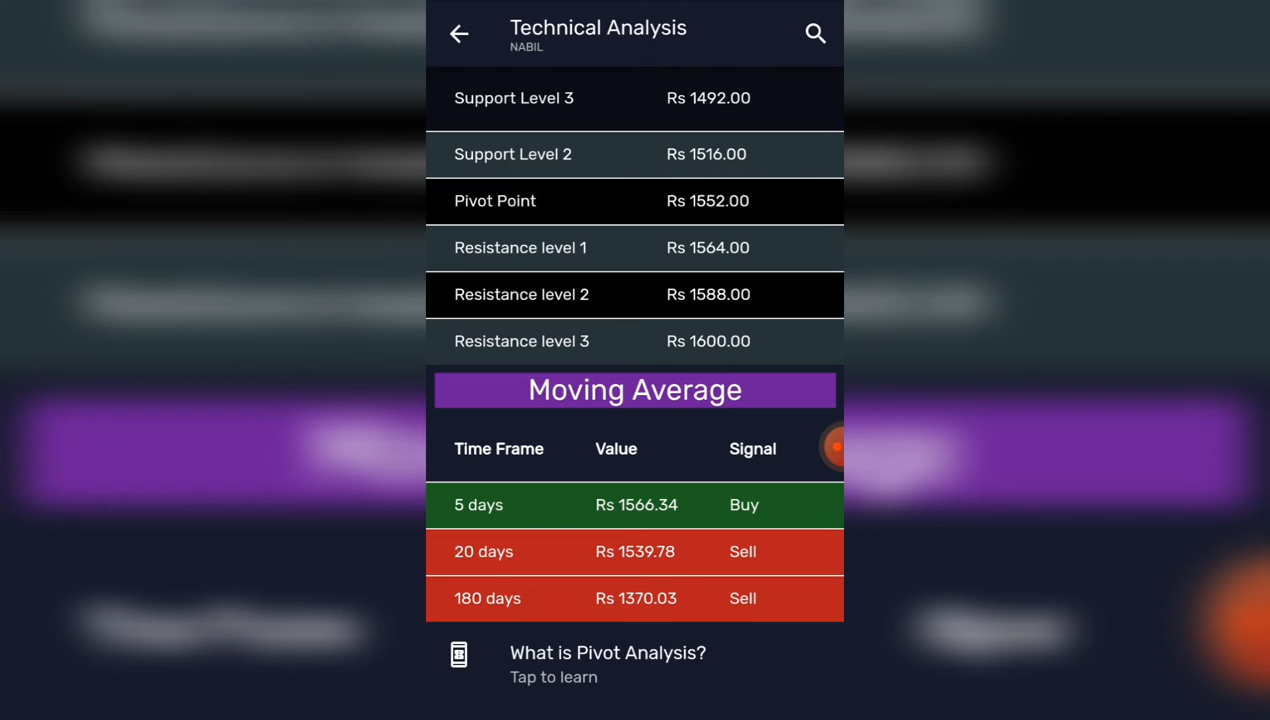 Technical Analysis
NABIL
Support Level 3 Rs 1492.00
Support Level 2 Rs 1516.00
Pivot Point Rs 1552.00
Resistance level 1 Rs 1564.00
Resistance level 2 Rs 1588.00
Resistance level 3 Rs 1600.00
Moving Average
Time Frame Value Signal
5 days Rs 1566.34 Buy
20 days Rs 1539.78 Sell
180 days Rs 1370.03 Sell
What is Pivot Analysis?
Tap to learn